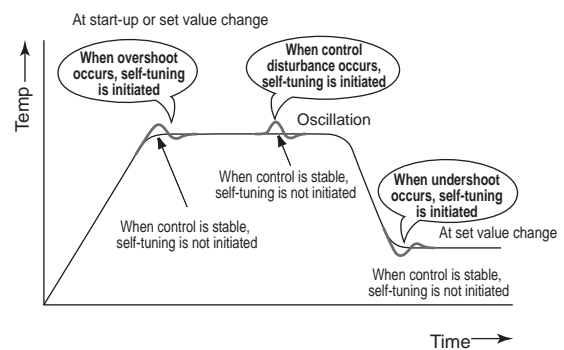 At start-up or set value change
When overshoot
occurs, self-tuning
is initiated
When control
disturbance occurs,
self-tuning is initiated
Temp
Oscillation
When control is stable,
self-tuning is not initiated
When undershoot
occurs, self-tuning
is initiated
When control is stable,
self-tuning is not initiated
At set value change
When control is stable,
self-tuning is not initiated
Time